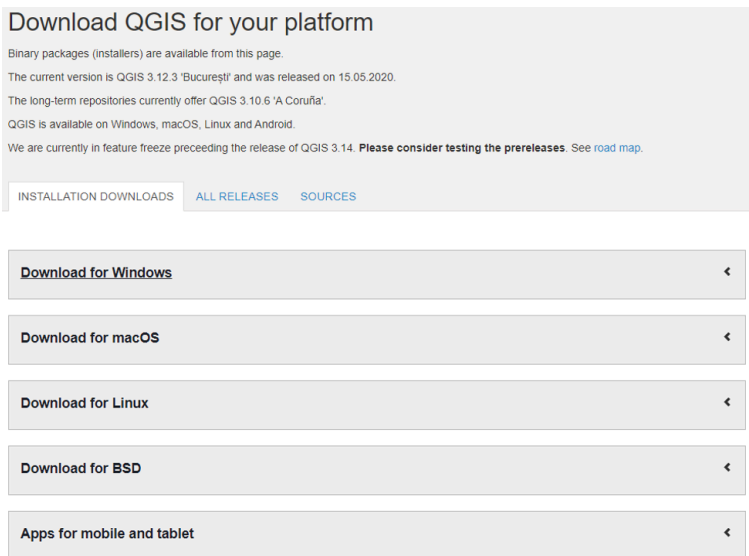 Download QGIS for your platform
Binary packages (installers) are available from this page.
The current version is QGIS 3.12.3 'București' and was released on 15.05.2020.
The long-term repositories currently offer QGIS 3.10.6 'A Coruña'.
QGIS is available on Windows, macOS, Linux and Android.
We are currently in feature freeze preceeding the release of QGIS 3.14. Please consider testing the prereleases. See road map.
INSTALLATION DOWNLOADS ALL RELEASES SOURCES
Download for Windows
Download for macOS
Download for Linux
Download for BSD
Apps for mobile and tablet